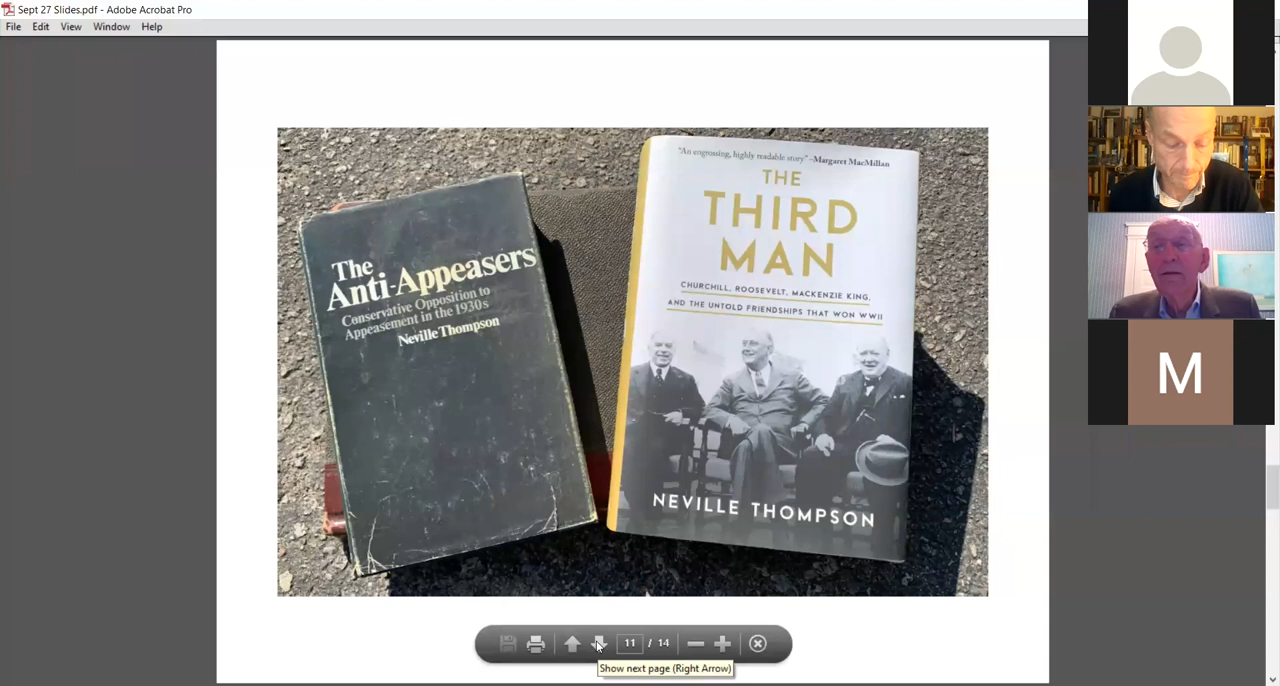 Sept 27 Slides.pdf - Adobe Acrobat Pro
File Edit View Window Help
The
Anti-Appeasers
Conservative Opposition to
Appeasement in the 1930s
Neville Thompson
"An engrossing, highly readable story" -Margaret MacMillan
THE
THIRD
MAN
CHURCHILL, ROOSEVELT, MACKENZIE KING,
AND THE UNTOLD FRIENDSHIPS THAT WON WWII
NEVILLE THOMPSON
M
11 / 14
Show next page (Right Arrow)